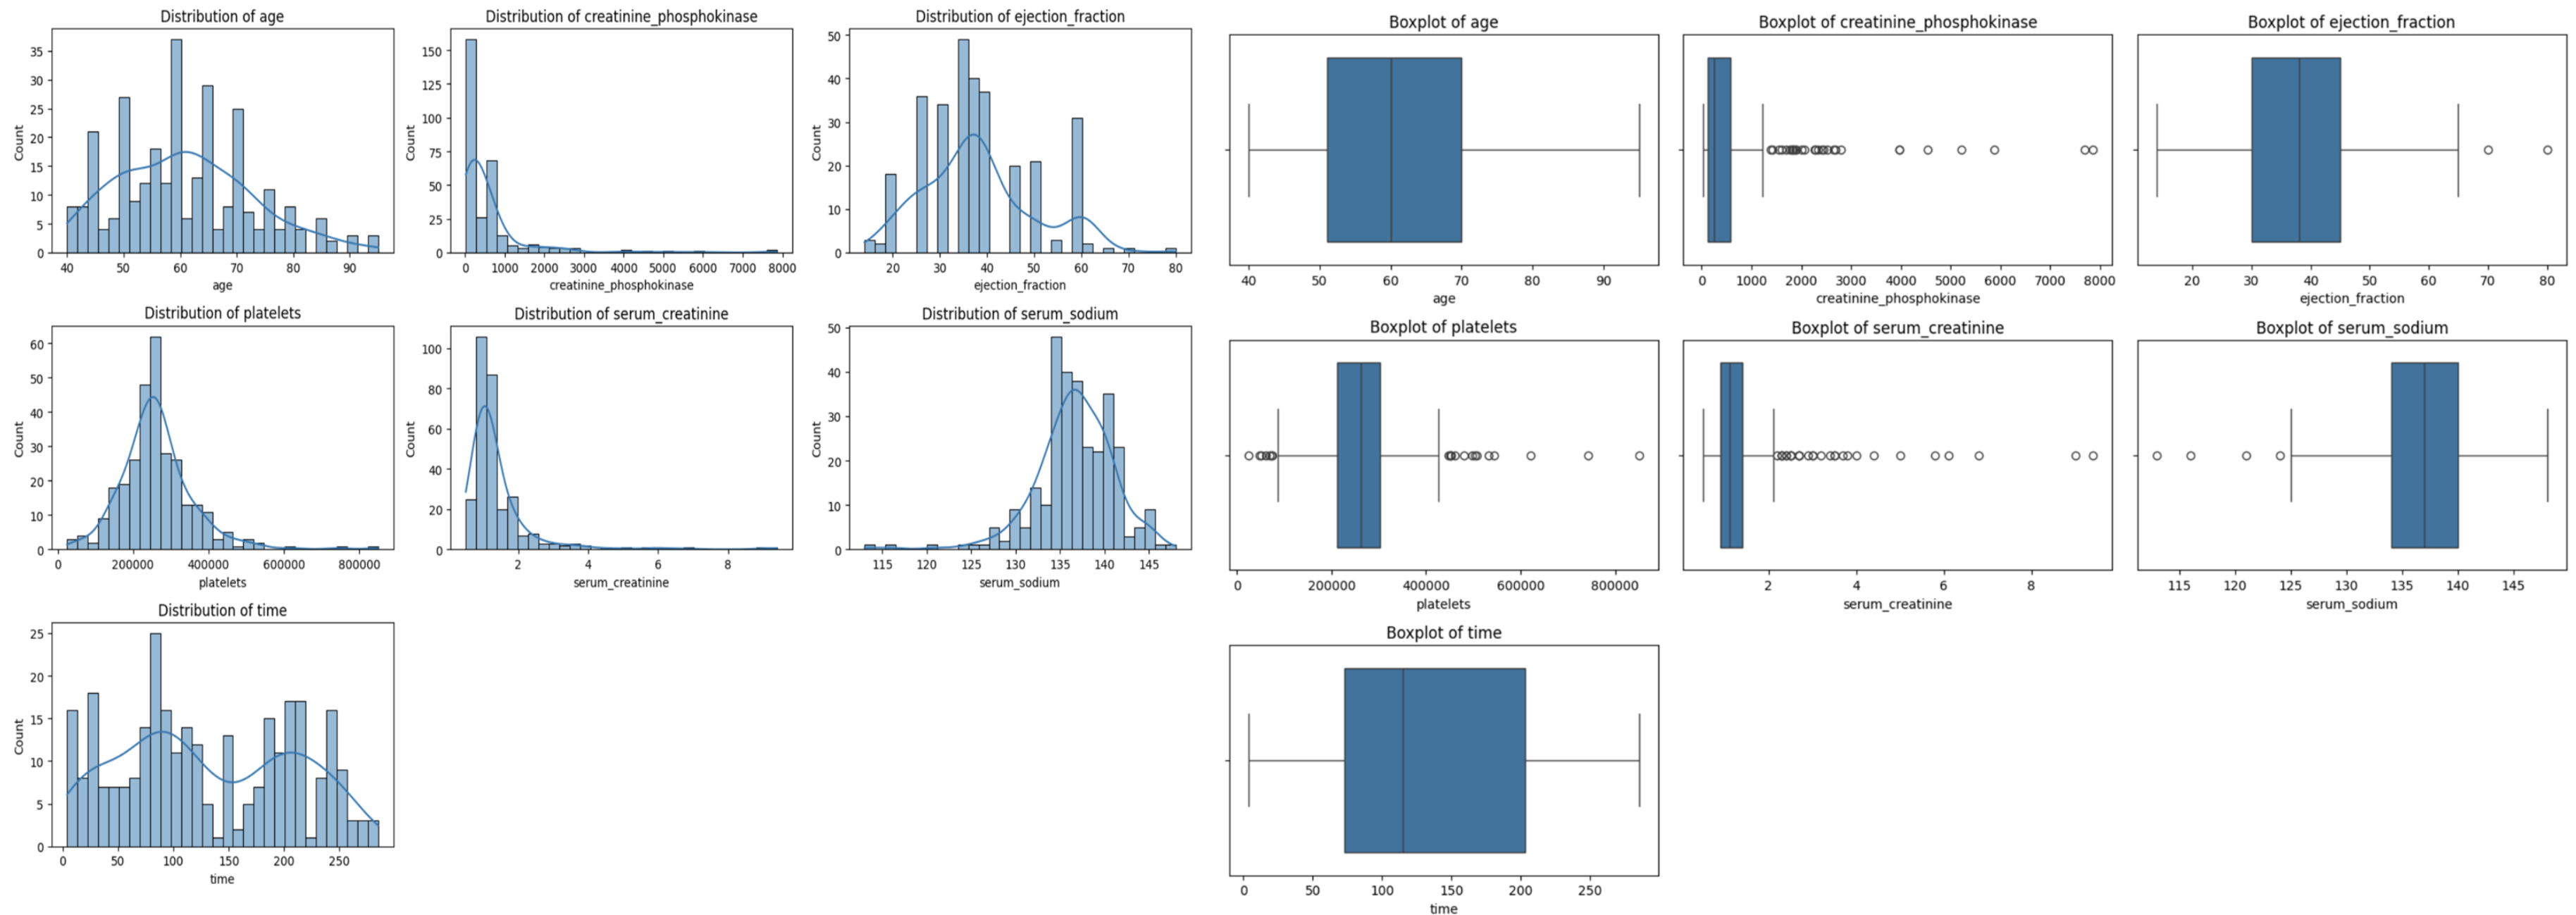 Distribution of age
Count
0 5 10 15 20 25 30 35
40 50 60 70 80 90
age
Distribution of creatinine_phosphokinase
Count
0 25 50 75 100 125 150
0 1000 2000 3000 4000 5000 6000 7000 8000
creatinine_phosphokinase
Distribution of ejection_fraction
Count
0 10 20 30 40 50
20 30 40 50 60 70 80
ejection_fraction
Boxplot of age
40 50 60 70 80 90
age
Boxplot of creatinine_phosphokinase
0 1000 2000 3000 4000 5000 6000 7000 8000
creatinine_phosphokinase
Boxplot of ejection_fraction
20 30 40 50 60 70 80
ejection_fraction
Distribution of platelets
Count
0 10 20 30 40 50 60
0 200000 400000 600000 800000
platelets
Distribution of serum_creatinine
Count
0 20 40 60 80 100
2 4 6 8
serum_creatinine
Distribution of serum_sodium
Count
0 10 20 30 40 50
115 120 125 130 135 140 145
serum_sodium
Boxplot of platelets
0 200000 400000 600000 800000
platelets
Boxplot of serum_creatinine
2 4 6 8
serum_creatinine
Boxplot of serum_sodium
115 120 125 130 135 140 145
serum_sodium
Distribution of time
Count
0 5 10 15 20 25
0 50 100 150 200 250
time
Boxplot of time
0 50 100 150 200 250
time